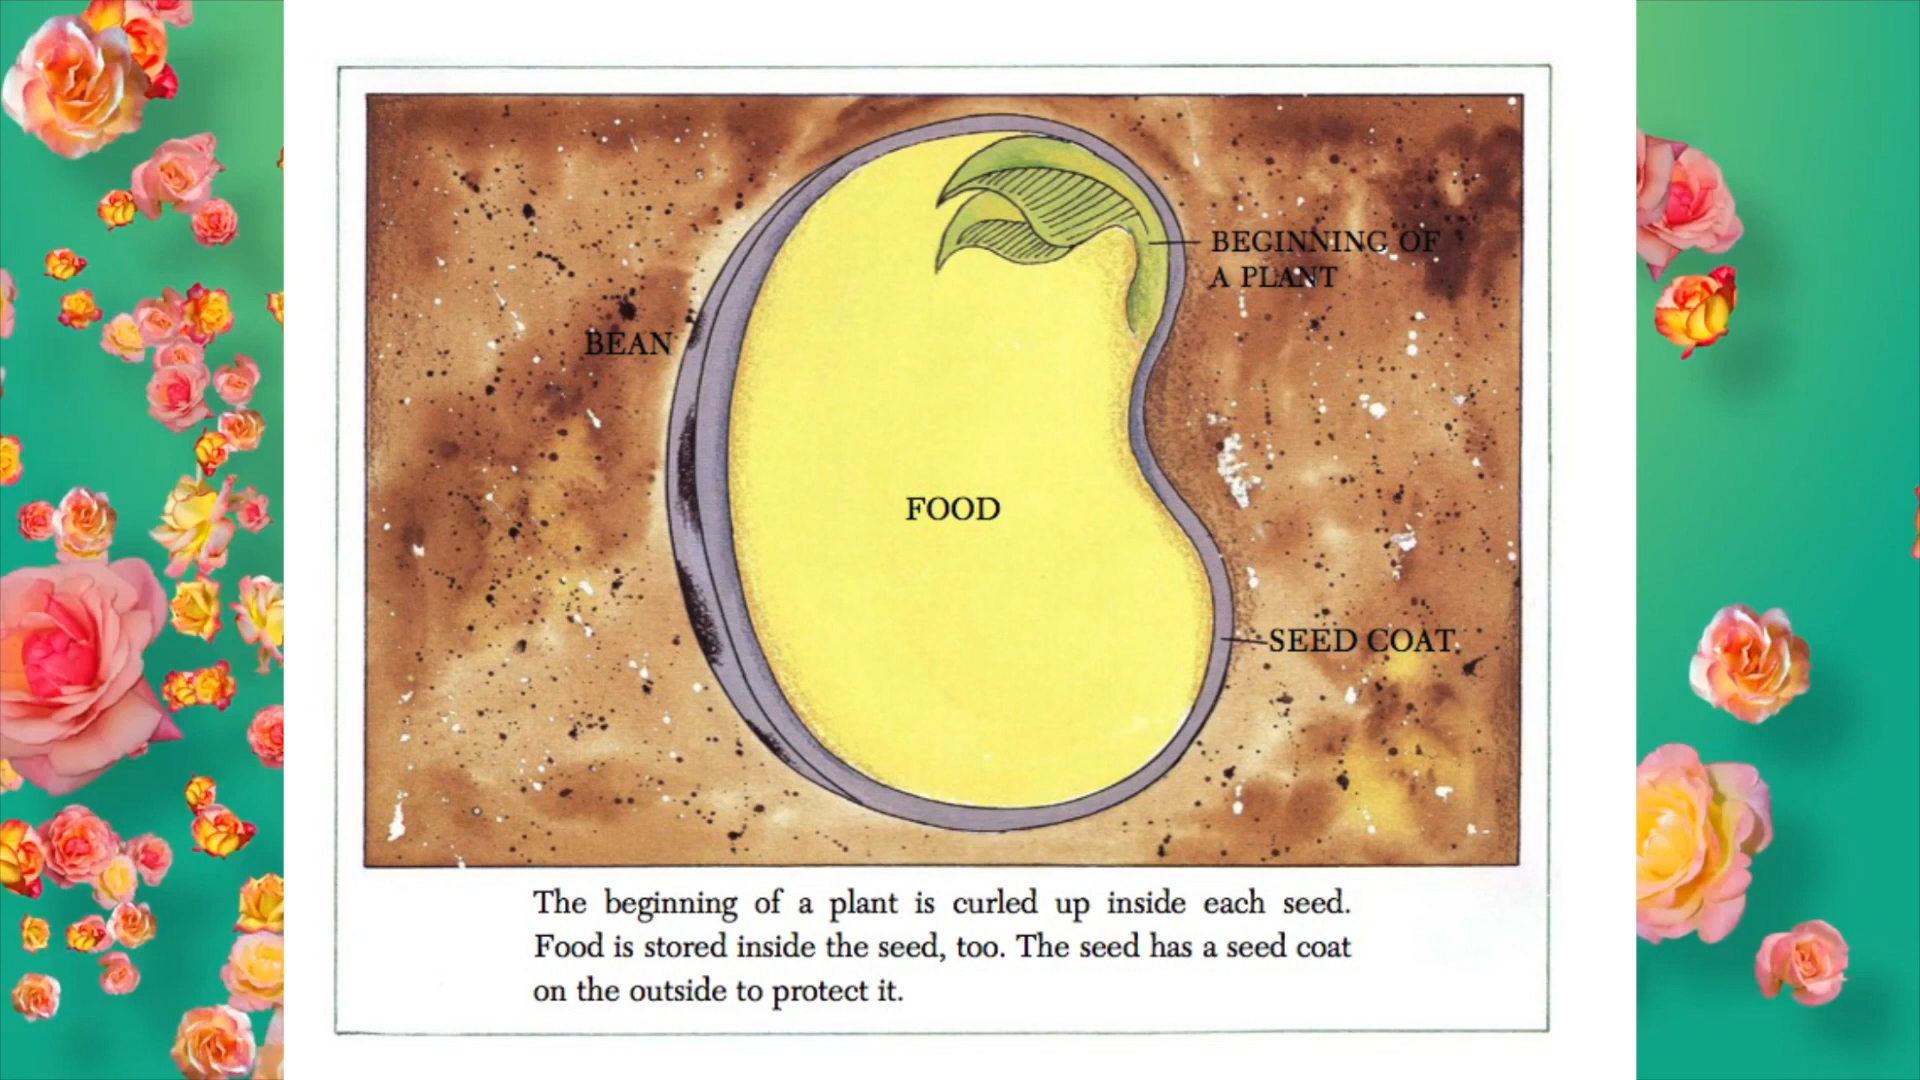 BEGINNING OF
A PLANT
BEAN
FOOD
SEED COAT
The beginning of a plant is curled up inside each seed.
Food is stored inside the seed, too. The seed has a seed coat
on the outside to protect it.